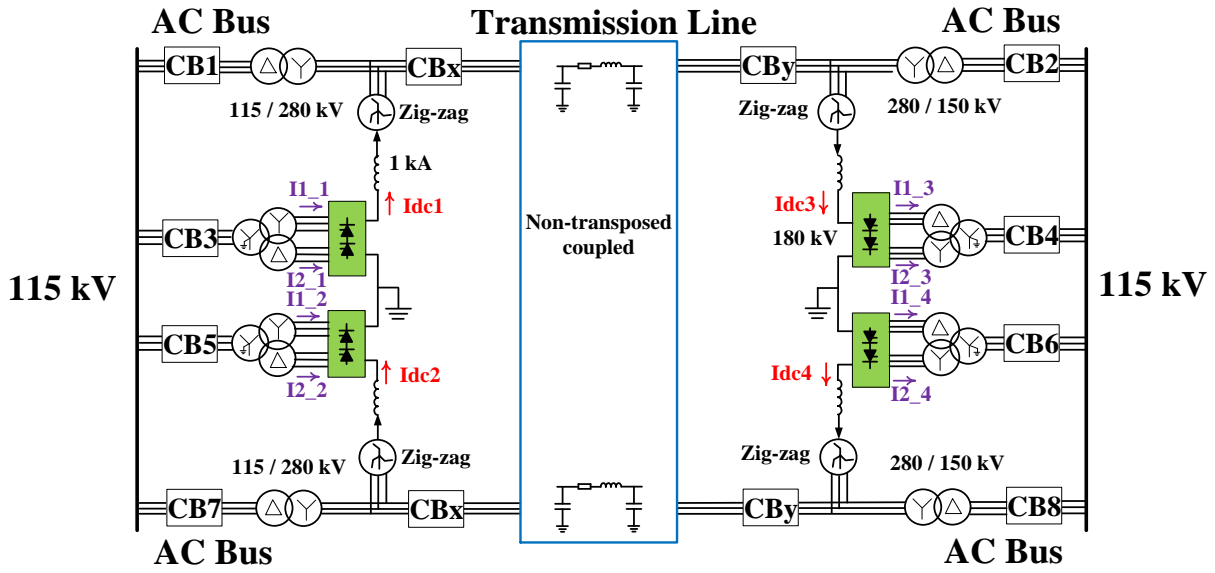 AC Bus
Transmission Line
AC Bus
CB1
CBx
CBy
CB2
115 / 280 kV
Zig-zag
Zig-zag
280 / 150 kV
1 kA
I1_1
Idc1
Idc3
I1_3
CB3
180 kV
CB4
Non-transposed
coupled
I2_1
I2_3
115 kV
115 kV
I1_2
I1_4
CB5
CB6
Idc2
Idc4
I2_2
I2_4
115 / 280 kV
Zig-zag
Zig-zag
280 / 150 kV
CB7
CBx
CBy
CB8
AC Bus
AC Bus